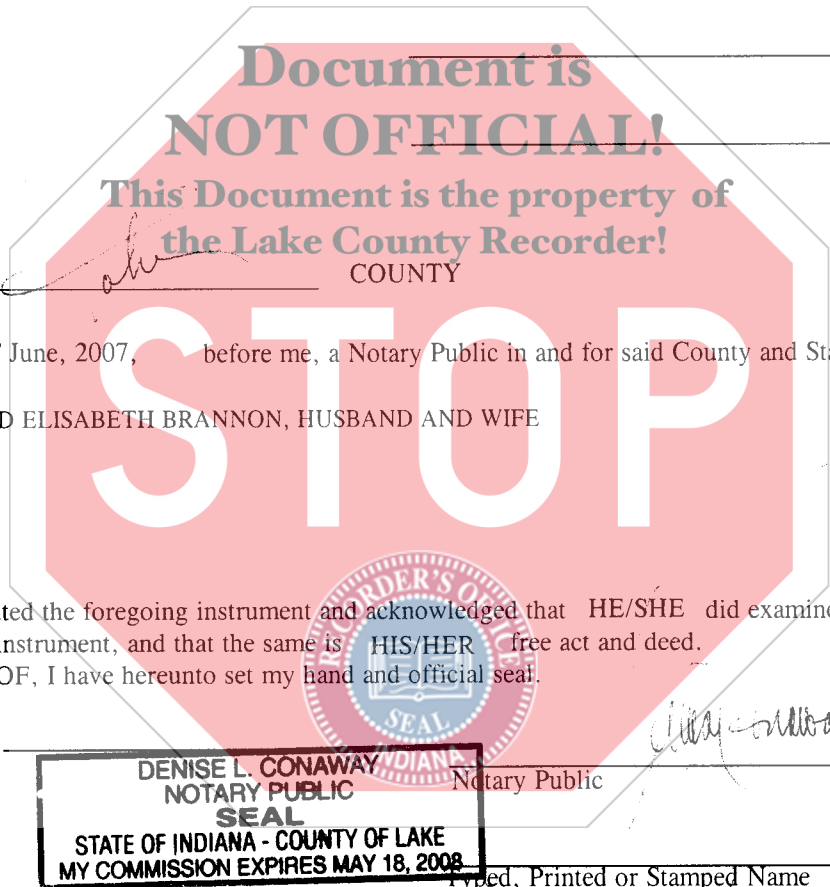 Document is
NOT OFFICIAL!
This Document is the property of
the Lake County Recorder!
COUNTY
June, 2007, before me, a Notary Public in and for said County and Sta
D ELISABETH BRANNON, HUSBAND AND WIFE
STOP
ted the foregoing instrument and acknowledged that HE/SHE did examine
instrument, and that the same is HIS/HER free act and deed.
OF, I have hereunto set my hand and official seal.
RECORDER'S OFFICE
SEAL
INDIANA
DENISE L. CONAWAY
NOTARY PUBLIC
SEAL
STATE OF INDIANA - COUNTY OF LAKE
MY COMMISSION EXPIRES MAY 18, 2008
Notary Public
Typed, Printed or Stamped Name